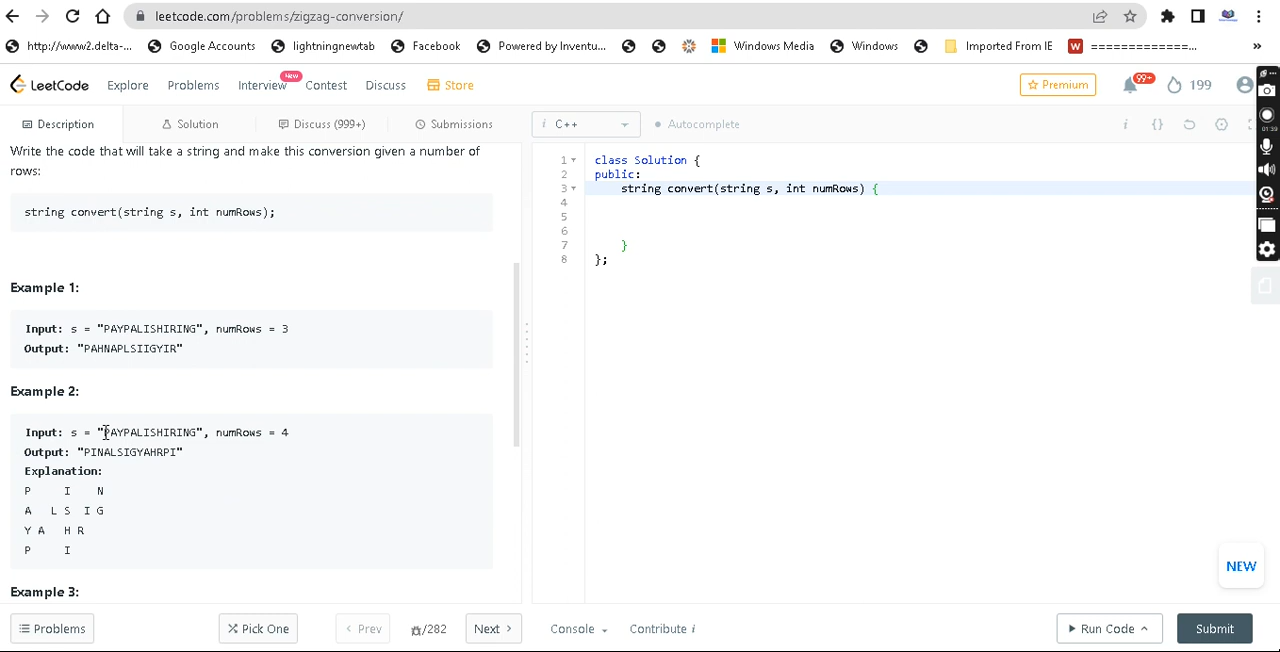 leetcode.com/problems/zigzag-conversion/
http://www2.delta-... Google Accounts lightningnewtab Facebook Powered by Inventu... Windows Media Windows Imported From IE W ============... »
LeetCode Explore Problems Interview New Contest Discuss Store Premium 99+ 199
Description Solution Discuss (999+) Submissions i C++ Autocomplete i {}
Write the code that will take a string and make this conversion given a number of
rows:
string convert(string s, int numRows);
Example 1:
Input: s = "PAYPALISHIRING", numRows = 3
Output: "PAHNAPLSIIGYIR"
Example 2:
Input: s = "PAYPALISHIRING", numRows = 4
Output: "PINALSIGYAHRPI"
Explanation:
P I N
A L S I G
Y A H R
P I
Example 3:
1 class Solution {
2 public:
3 string convert(string s, int numRows) {
4
5
6
7 }
8 };
01:39
NEW
Problems Pick One < Prev /282 Next > Console Contribute i Run Code Submit